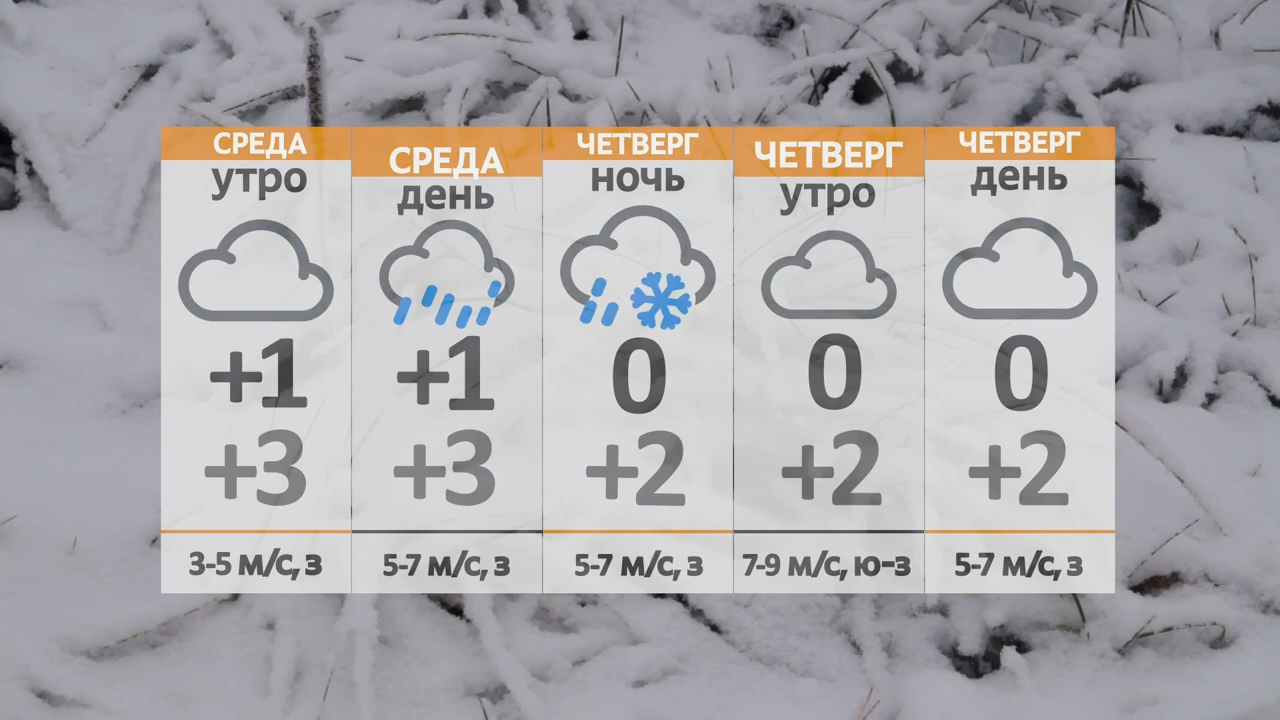 СРЕДА
утро
+1
+3
3-5 м/с, з
СРЕДА
день
+1
+3
5-7 м/с, з
ЧЕТВЕРГ
ночь
0
+2
5-7 м/с, з
ЧЕТВЕРГ
утро
0
+2
7-9 м/с, ю-з
ЧЕТВЕРГ
день
0
+2
5-7 м/с, з